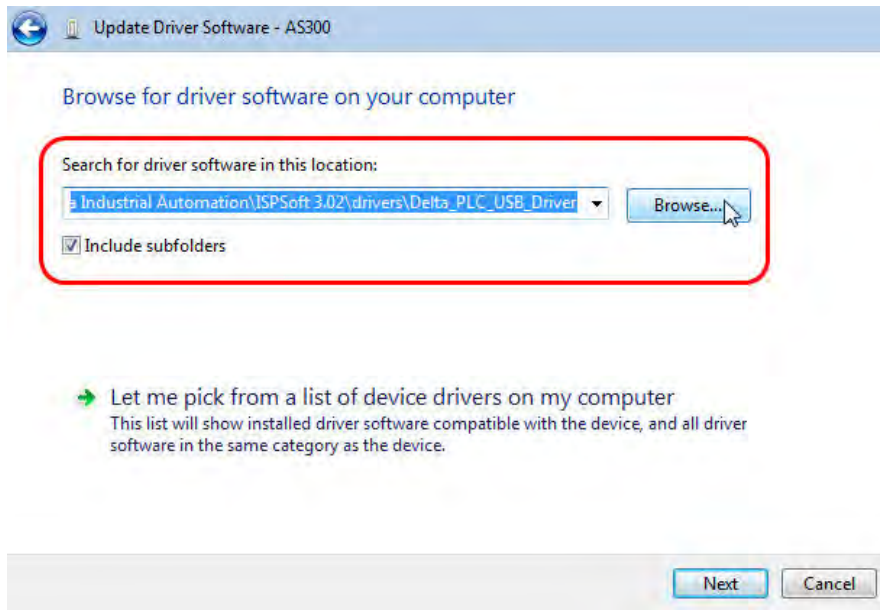 Update Driver Software - AS300
Browse for driver software on your computer
Search for driver software in this location:
a Industrial Automation\ISPSoft 3.02\drivers\Delta_PLC_USB_Driver
Browse...
Include subfolders
Let me pick from a list of device drivers on my computer
This list will show installed driver software compatible with the device, and all driver
software in the same category as the device.
Next Cancel